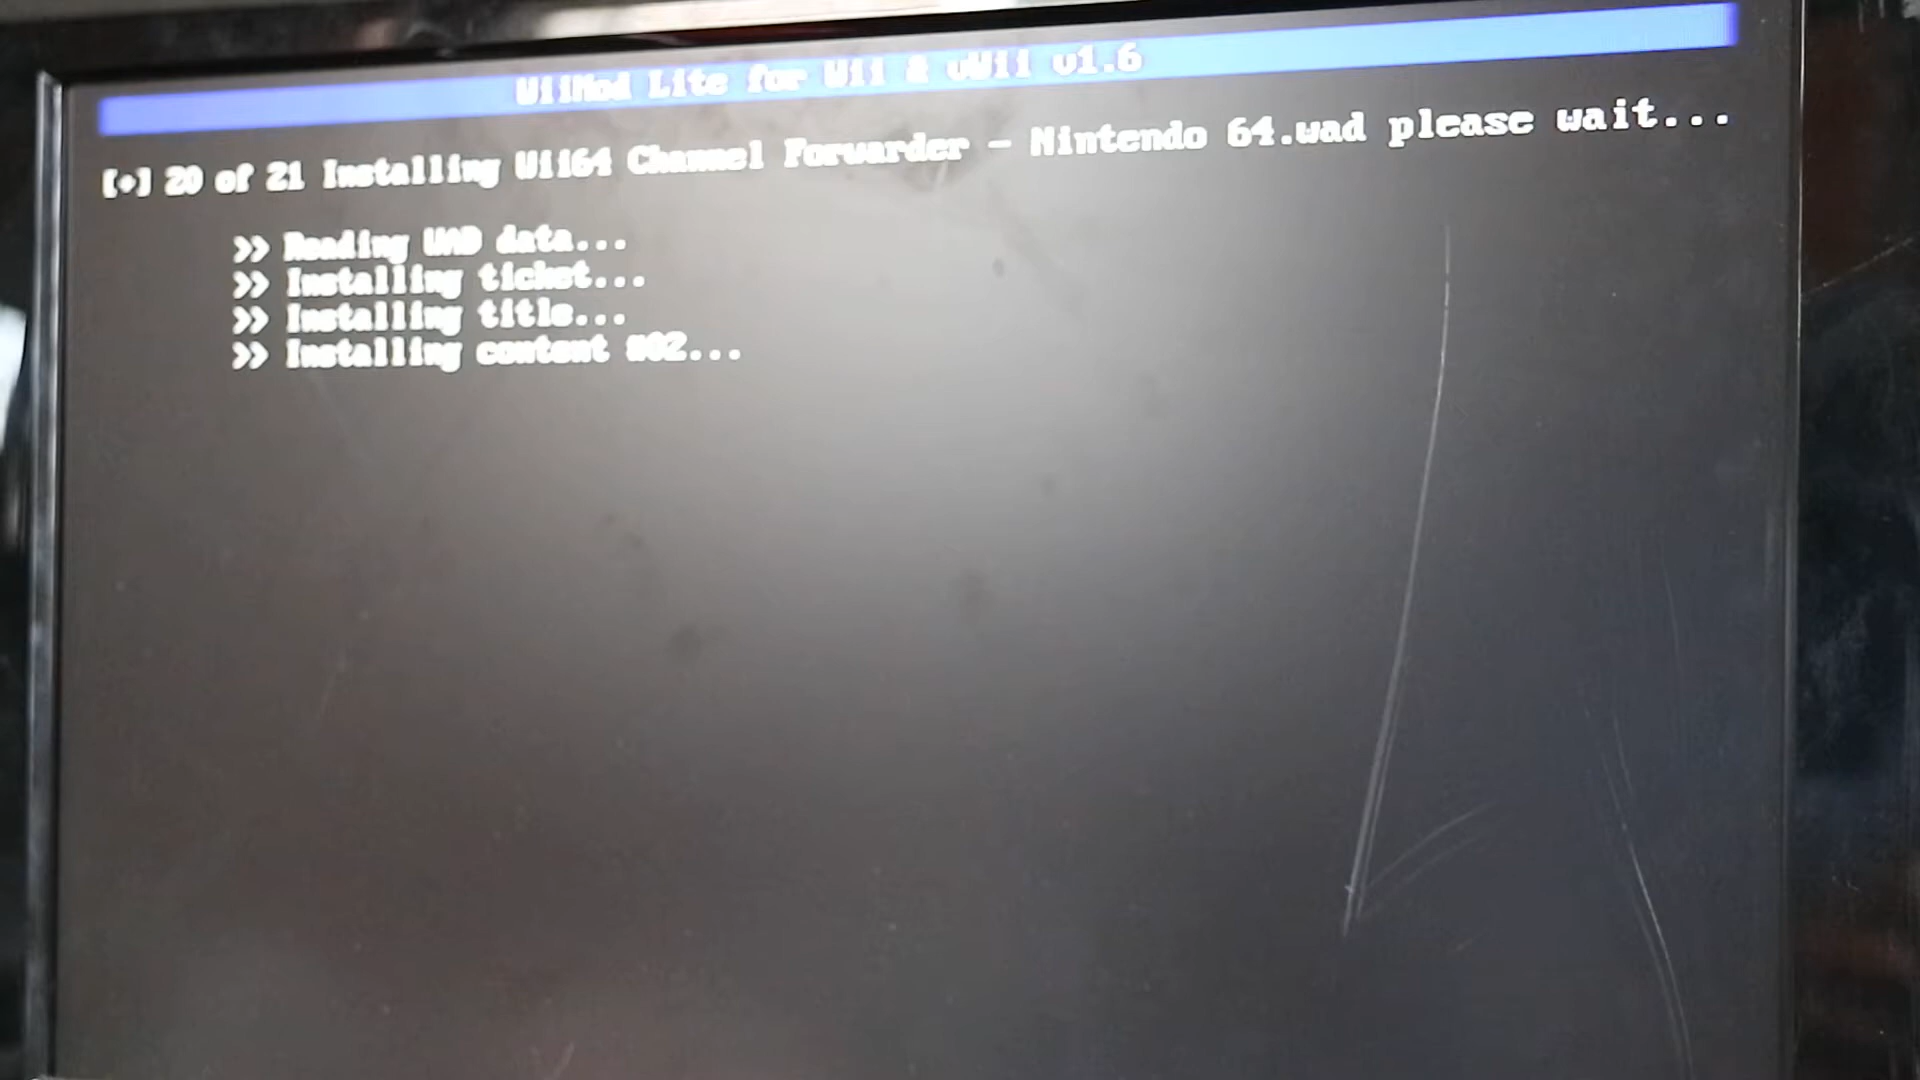 WiiMod Lite for Wii & vWii v1.6
[+] 20 of 21 Installing Wii64 Channel Forwarder - Nintendo 64.wad please wait...
>> Reading WAD data...
>> Installing ticket...
>> Installing title...
>> Installing content #02...